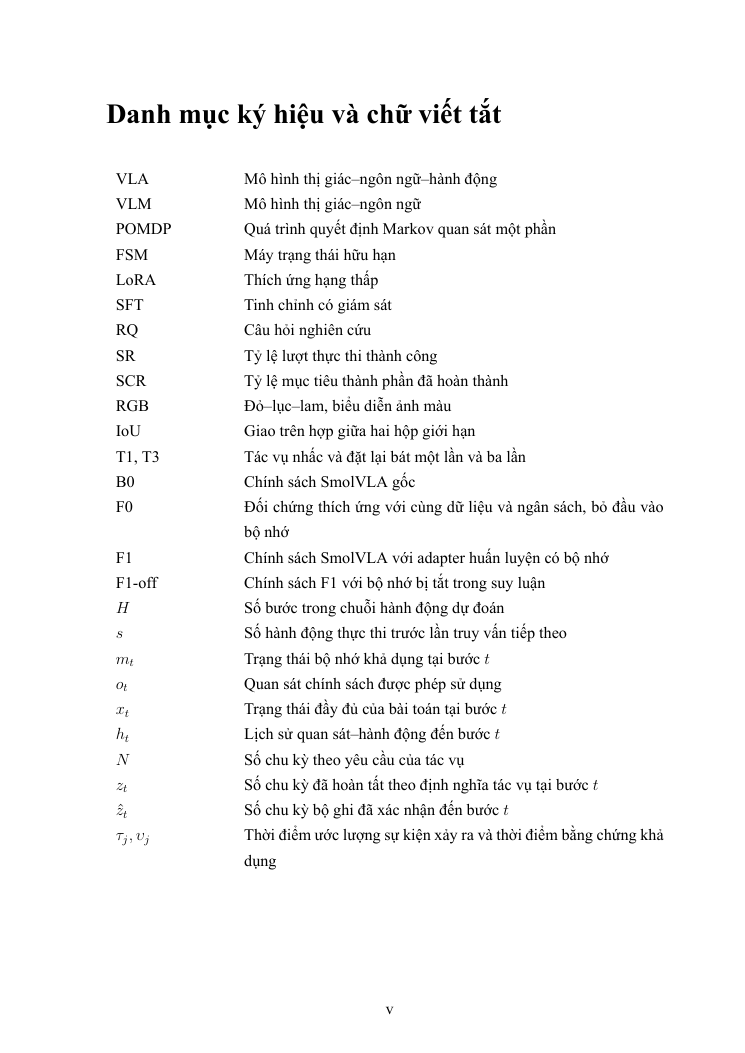 Danh mục ký hiệu và chữ viết tắt
VLA Mô hình thị giác–ngôn ngữ–hành động
VLM Mô hình thị giác–ngôn ngữ
POMDP Quá trình quyết định Markov quan sát một phần
FSM Máy trạng thái hữu hạn
LoRA Thích ứng hạng thấp
SFT Tinh chỉnh có giám sát
RQ Câu hỏi nghiên cứu
SR Tỷ lệ lượt thực thi thành công
SCR Tỷ lệ mục tiêu thành phần đã hoàn thành
RGB Đỏ–lục–lam, biểu diễn ảnh màu
IoU Giao trên hợp giữa hai hộp giới hạn
T1, T3 Tác vụ nhấc và đặt lại bát một lần và ba lần
B0 Chính sách SmolVLA gốc
F0 Đối chứng thích ứng với cùng dữ liệu và ngân sách, bỏ đầu vào
bộ nhớ
F1 Chính sách SmolVLA với adapter huấn luyện có bộ nhớ
F1-off Chính sách F1 với bộ nhớ bị tắt trong suy luận
H Số bước trong chuỗi hành động dự đoán
s Số hành động thực thi trước lần truy vấn tiếp theo
mₜ Trạng thái bộ nhớ khả dụng tại bước t
oₜ Quan sát chính sách được phép sử dụng
xₜ Trạng thái đầy đủ của bài toán tại bước t
hₜ Lịch sử quan sát–hành động đến bước t
N Số chu kỳ theo yêu cầu của tác vụ
zₜ Số chu kỳ đã hoàn tất theo định nghĩa tác vụ tại bước t
ẑₜ Số chu kỳ bộ ghi đã xác nhận đến bước t
τⱼ, υⱼ Thời điểm ước lượng sự kiện xảy ra và thời điểm bằng chứng khả
dụng
v